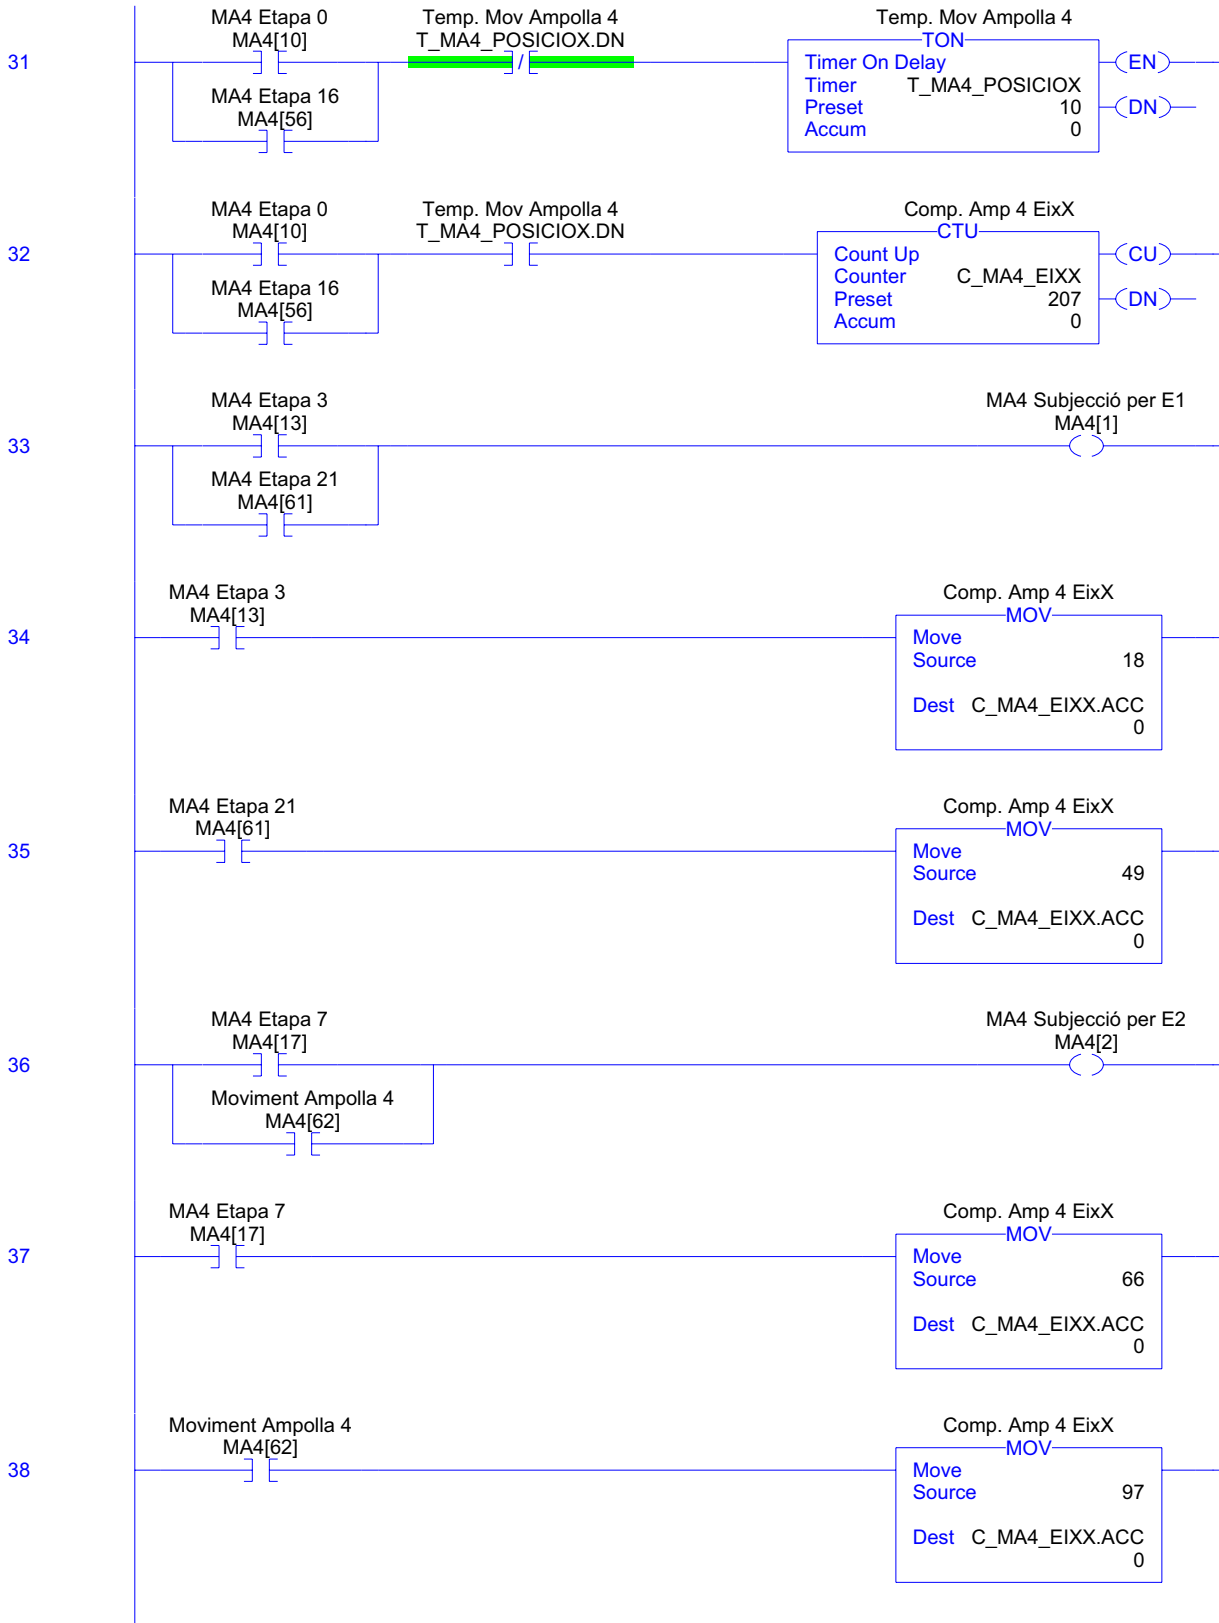 MA4 Etapa 0
MA4[10]
Temp. Mov Ampolla 4
T_MA4_POSICIOX.DN
Temp. Mov Ampolla 4
TON
31
/
Timer On Delay
Timer T_MA4_POSICIOX
Preset 10
Accum 0
EN
DN
MA4 Etapa 16
MA4[56]
MA4 Etapa 0
MA4[10]
Temp. Mov Ampolla 4
T_MA4_POSICIOX.DN
Comp. Amp 4 EixX
CTU
32
Count Up
Counter C_MA4_EIXX
Preset 207
Accum 0
CU
DN
MA4 Etapa 16
MA4[56]
MA4 Etapa 3
MA4[13]
MA4 Subjecció per E1
MA4[1]
33
MA4 Etapa 21
MA4[61]
MA4 Etapa 3
MA4[13]
Comp. Amp 4 EixX
MOV
34
Move
Source 18
Dest C_MA4_EIXX.ACC
0
MA4 Etapa 21
MA4[61]
Comp. Amp 4 EixX
MOV
35
Move
Source 49
Dest C_MA4_EIXX.ACC
0
MA4 Etapa 7
MA4[17]
MA4 Subjecció per E2
MA4[2]
36
Moviment Ampolla 4
MA4[62]
MA4 Etapa 7
MA4[17]
Comp. Amp 4 EixX
MOV
37
Move
Source 66
Dest C_MA4_EIXX.ACC
0
Moviment Ampolla 4
MA4[62]
Comp. Amp 4 EixX
MOV
38
Move
Source 97
Dest C_MA4_EIXX.ACC
0